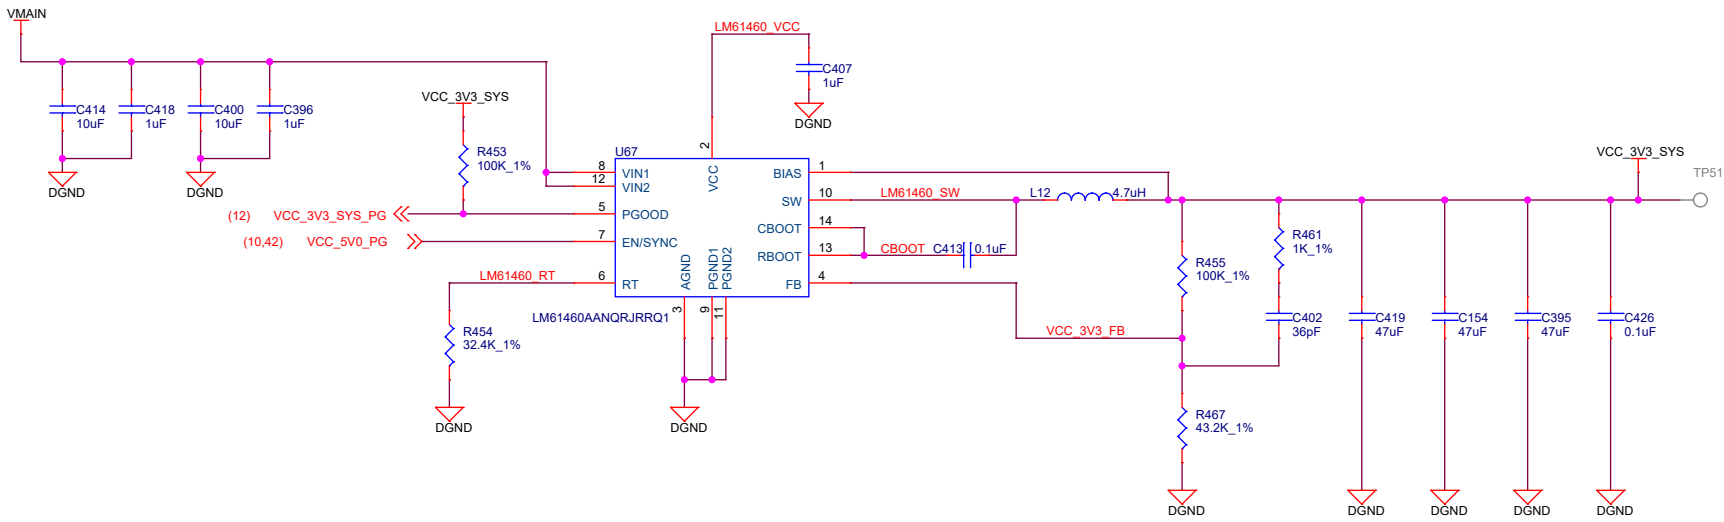 VMAIN
LM61460_VCC
C407
1uF
DGND
C414
10uF
C418
1uF
C400
10uF
C396
1uF
DGND
DGND
VCC_3V3_SYS
R453
100K_1%
U67
2
VCC
8
VIN1
12
VIN2
5
PGOOD
7
EN/SYNC
6
RT
BIAS
1
SW
10
CBOOT
14
RBOOT
13
FB
4
AGND
PGND1
PGND2
3
9
11
LM61460AANQRJRRQ1
(12) VCC_3V3_SYS_PG
(10,42) VCC_5V0_PG
LM61460_RT
R454
32.4K_1%
DGND
DGND
LM61460_SW
L12
4.7uH
CBOOT
C413
0.1uF
VCC_3V3_SYS
TP51
R455
100K_1%
R461
1K_1%
VCC_3V3_FB
C402
36pF
C419
47uF
C154
47uF
C395
47uF
C426
0.1uF
R467
43.2K_1%
DGND
DGND
DGND
DGND
DGND